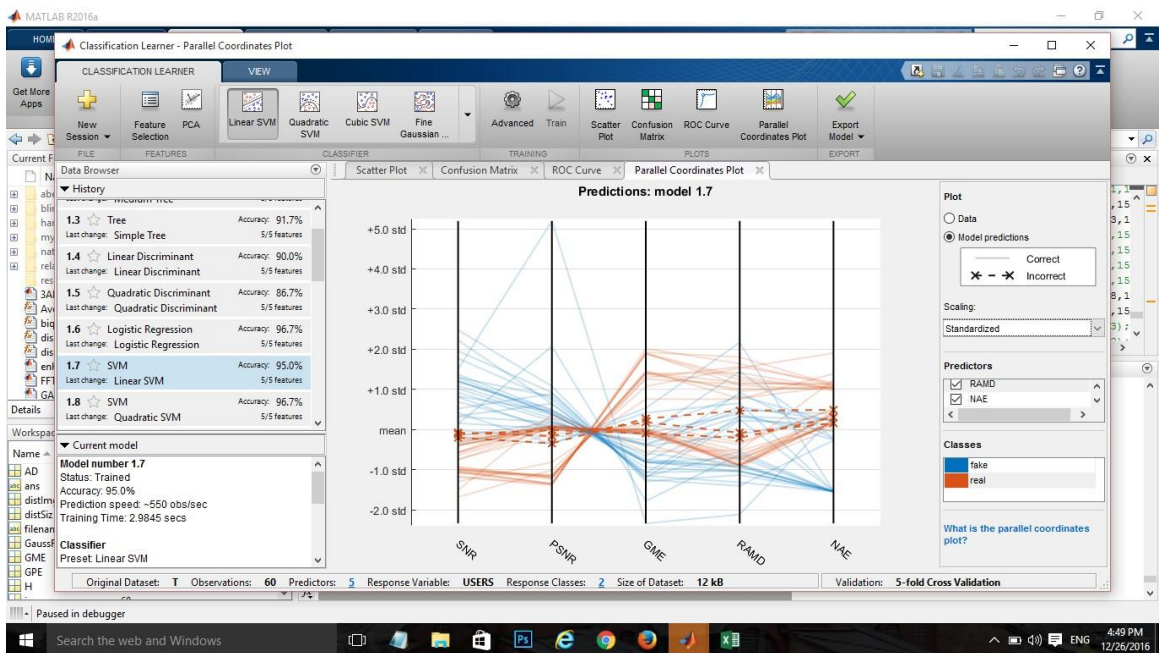 MATLAB R2016a
HOM
Get More
Apps
Classification Learner - Parallel Coordinates Plot
CLASSIFICATION LEARNER VIEW
New
Session
Feature
Selection
PCA
Linear SVM
Quadratic
SVM
Cubic SVM
Fine
Gaussian ...
Advanced
Train
Scatter
Plot
Confusion
Matrix
ROC Curve
Parallel
Coordinates Plot
Export
Model
FILE FEATURES CLASSIFIER TRAINING PLOTS EXPORT
Current F
Data Browser
Scatter Plot Confusion Matrix ROC Curve Parallel Coordinates Plot
History
1.3 Tree Accuracy: 91.7%
Last change: Simple Tree 5/5 features
1.4 Linear Discriminant Accuracy: 90.0%
Last change: Linear Discriminant 5/5 features
1.5 Quadratic Discriminant Accuracy: 86.7%
Last change: Quadratic Discriminant 5/5 features
1.6 Logistic Regression Accuracy: 96.7%
Last change: Logistic Regression 5/5 features
1.7 SVM Accuracy: 95.0%
Last change: Linear SVM 5/5 features
1.8 SVM Accuracy: 96.7%
Last change: Quadratic SVM 5/5 features
Current model
Model number 1.7
Status: Trained
Accuracy: 95.0%
Prediction speed: ~550 obs/sec
Training Time: 2.9845 secs
Classifier
Preset: Linear SVM
Details
Workspac
Name
AD
ans
distIm
distSiz
filenan
GaussF
GME
GPE
H
Predictions: model 1.7
+5.0 std
+4.0 std
+3.0 std
+2.0 std
+1.0 std
mean
-1.0 std
-2.0 std
SNR PSNR GME RAMD NAE
Plot
Data
Model predictions
Correct
Incorrect
Scaling:
Standardized
Predictors
RAMD
NAE
Classes
fake
real
What is the parallel coordinates
plot?
Original Dataset: T Observations: 60 Predictors: 5 Response Variable: USERS Response Classes: 2 Size of Dataset: 12 kB Validation: 5-fold Cross Validation
Paused in debugger
Search the web and Windows
Ps
ENG
4:49 PM
12/26/2016